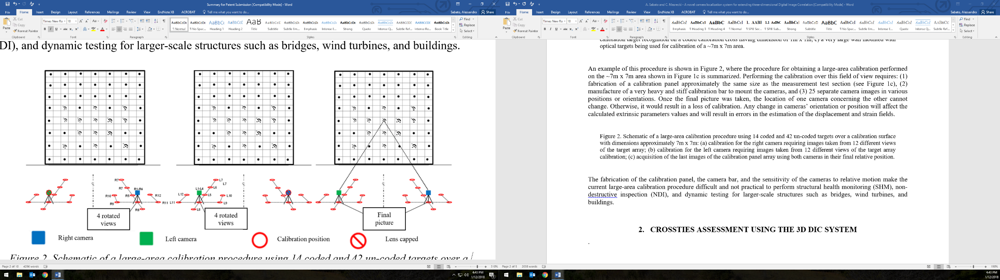 Summary for Patent Submission [Compatibility Mode] - Word
Sabato, Alessandro Share
File Home Insert Design Layout References Mailings Review View EndNote X8 ACROBAT Tell me what you want to do...
Paste
Cut
Copy
Format Painter
Times New Ro 10
AaBbCcDc AaBbCcDc AaBbC( AaBbCcC AaB AaBbCcC AaBbCcDt AaBbCcDt AaBbCcDt AaBbCcDc AaBbCcDt AaBbCcDt AABBCCDE AABBCCDE AaBbCcDt
¶ Normal ¶ No Spac... Heading 1 Heading 2 Title Subtitle Subtle Em... Emphasis Intense E... Strong Quote Intense Q... Subtle Ref... Intense Re... Book Title
Find
Replace
Select
Clipboard Font Paragraph Styles Editing
DI), and dynamic testing for larger-scale structures such as bridges, wind turbines, and buildings.
R7
R7
R1-R4
R10
R5
R12
R9
R11
R8
L7
L7
L1-L4
L6
L12
L5
L10
L11
L9
L8
4 rotated
views
4 rotated
views
Final
picture
Right camera
Left camera
Calibration position
Lens capped
Figure 2. Schematic of a large-area calibration procedure using 14 coded and 42 un-coded targets over a
Page 2 of 10 4296 words
310%
4:43 PM
1/12/2018
A. Sabato and C. Niezrecki - A novel camera localization system for extending three-dimensional Digital Image Correlation [Compatibility Mode] - Word
File Home Insert Design Layout References Mailings Review View EndNote X8 ACROBAT Tell me what you want to do...
Sabato, Alessandro Share
Paste
Cut
Copy
Format Painter
Times New Ro 10
AaBbCcI AaBbCcI AaBbC AaBbCcI 1. AABI 1.1 AaBbC AaBbCcI AaBbCcD AaBbC AaBbCcI AaBbCcI AaBbCcI AaBbCcI AaBbCcI AABBCC
Emphasis ¶ Heading 3 ¶ Heading 4 ¶ Normal ¶ SPIE Sec... ¶ SPIE Sub... Strong Subtitle Title ¶ No Spac... Subtle Em... Intense E... Quote Intense Q... Subtle Ref...
Find
Replace
Select
Clipboard Font Paragraph Styles Editing
calibration target recognition on a coded calibration cross having dimension of 1m x 1m; c) a very large wall mounted with
optical targets being used for calibration of a ~7m x 7m area.
An example of this procedure is shown in Figure 2, where the procedure for obtaining a large-area calibration performed
on the ~7m x 7m area shown in Figure 1c is summarized. Performing the calibration over this field of view requires: (1)
fabrication of a calibration panel approximately the same size as the measurement test section (see Figure 1c), (2)
manufacture of a very heavy and stiff calibration bar to mount the cameras, and (3) 25 separate camera images in various
positions or orientations. Once the final picture was taken, the location of one camera concerning the other cannot
change. Otherwise, it would result in a loss of calibration. Any change in cameras’ orientation or position will affect the
calculated extrinsic parameters values and will result in errors in the estimation of the displacement and strain fields.
Figure 2. Schematic of a large-area calibration procedure using 14 coded and 42 un-coded targets over a calibration surface
with dimensions approximately 7m x 7m: (a) calibration for the right camera requiring images taken from 12 different views
of the target array; (b) calibration for the left camera requiring images taken from 12 different views of the target array
calibration; (c) acquisition of the last images of the calibration panel array using both cameras in their final relative position.
The fabrication of the calibration panel, the camera bar, and the sensitivity of the cameras to relative motion make the
current large-area calibration procedure difficult and not practical to perform structural health monitoring (SHM), non-
destructive inspection (NDI), and dynamic testing for larger-scale structures such as bridges, wind turbines, and
buildings.
2. CROSSTIES ASSESSMENT USING THE 3D DIC SYSTEM
.
Page 2 of 5 2038 words
190%
4:43 PM
1/12/2018